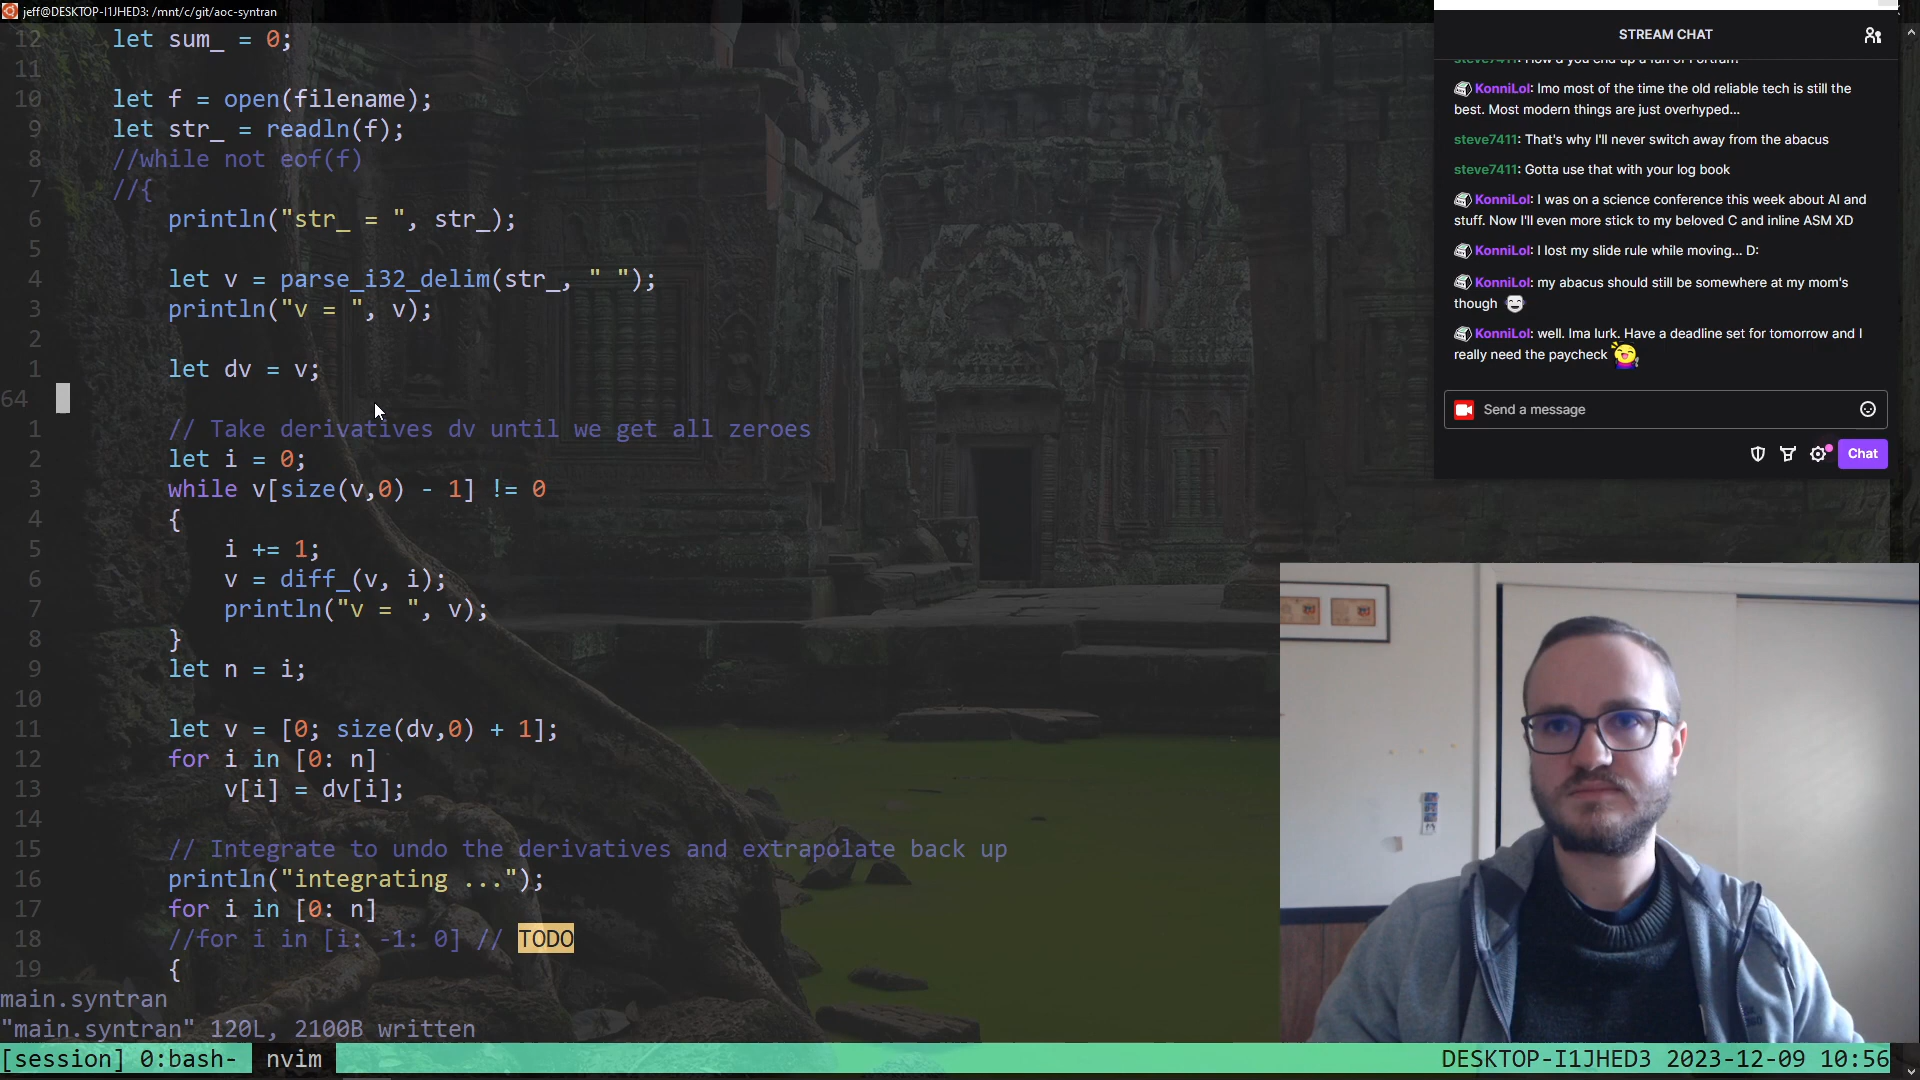 jeff@DESKTOP-I1JHED3: /mnt/c/git/aoc-syntran
12 let sum_ = 0;
11
10 let f = open(filename);
9 let str_ = readln(f);
8 //while not eof(f)
7 //{
6 println("str_ = ", str_);
5
4 let v = parse_i32_delim(str_, " ");
3 println("v = ", v);
2
1 let dv = v;
64
1 // Take derivatives dv until we get all zeroes
2 let i = 0;
3 while v[size(v,0) - 1] != 0
4 {
5 i += 1;
6 v = diff_(v, i);
7 println("v = ", v);
8 }
9 let n = i;
10
11 let v = [0; size(dv,0) + 1];
12 for i in [0: n]
13 v[i] = dv[i];
14
15 // Integrate to undo the derivatives and extrapolate back up
16 println("integrating ...");
17 for i in [0: n]
18 //for i in [i: -1: 0] // TODO
19 {
main.syntran
"main.syntran" 120L, 2100B written
[session] 0:bash- nvim
DESKTOP-I1JHED3 2023-12-09 10:56
STREAM CHAT
KonniLol: Imo most of the time the old reliable tech is still the
best. Most modern things are just overhyped...
steve7411: That's why I'll never switch away from the abacus
steve7411: Gotta use that with your log book
KonniLol: I was on a science conference this week about AI and
stuff. Now I'll even more stick to my beloved C and inline ASM XD
KonniLol: I lost my slide rule while moving... D:
KonniLol: my abacus should still be somewhere at my mom's
though
KonniLol: well. Ima lurk. Have a deadline set for tomorrow and I
really need the paycheck
Send a message
Chat